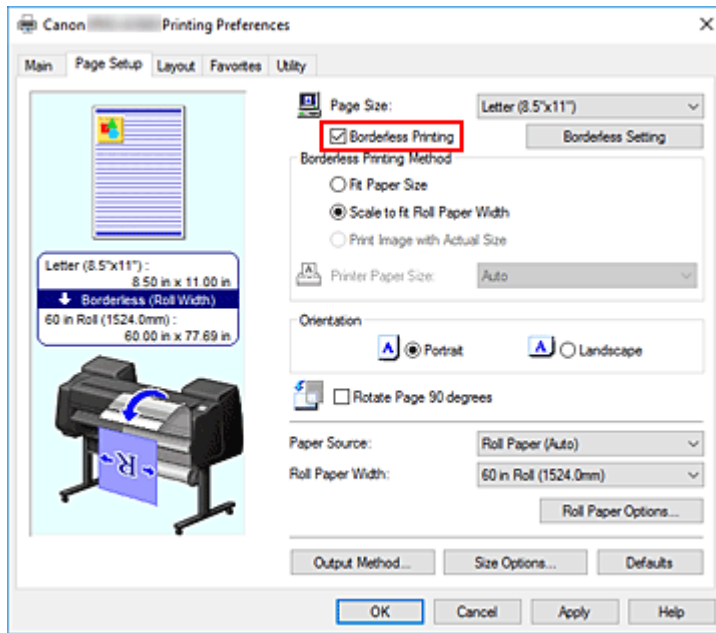 Canon Printing Preferences
Main Page Setup Layout Favorites Utility
Page Size: Letter (8.5"x11")
Borderless Printing Borderless Setting
Borderless Printing Method
Fit Paper Size
Scale to fit Roll Paper Width
Print Image with Actual Size
Printer Paper Size: Auto
Letter (8.5"x11") :
8.50 in x 11.00 in
Borderless (Roll Width)
60 in Roll (1524.0mm) :
60.00 in x 77.69 in
R
Orientation
A Portrait A Landscape
Rotate Page 90 degrees
Paper Source: Roll Paper (Auto)
Roll Paper Width: 60 in Roll (1524.0mm)
Roll Paper Options...
Output Method... Size Options... Defaults
OK Cancel Apply Help